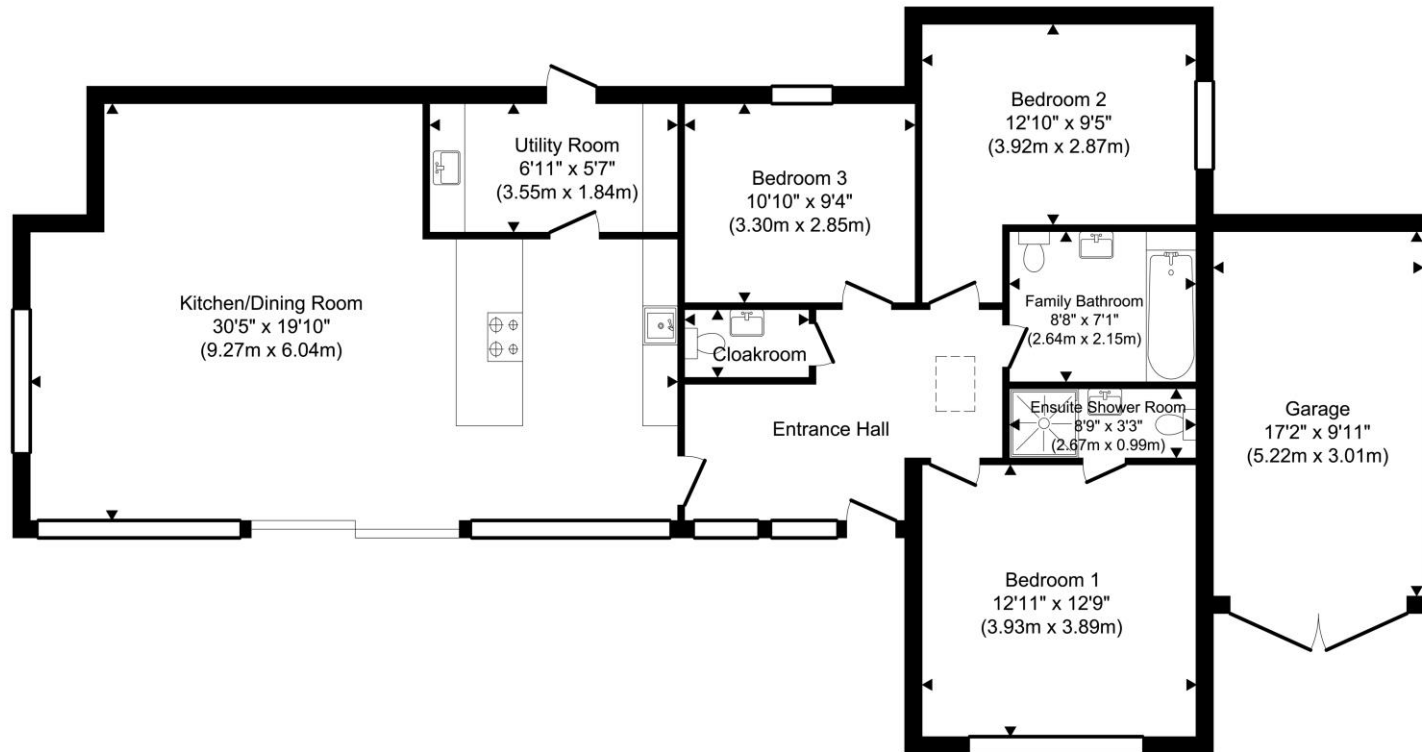 Bedroom 2
12'10" x 9'5"
(3.92m x 2.87m)
Utility Room
6'11" x 5'7"
(3.55m x 1.84m)
Bedroom 3
10'10" x 9'4"
(3.30m x 2.85m)
Kitchen/Dining Room
30'5" x 19'10"
(9.27m x 6.04m)
Family Bathroom
8'8" x 7'1"
(2.64m x 2.15m)
Cloakroom
Entrance Hall
Ensuite Shower Room
8'9" x 3'3"
(2.67m x 0.99m)
Garage
17'2" x 9'11"
(5.22m x 3.01m)
Bedroom 1
12'11" x 12'9"
(3.93m x 3.89m)